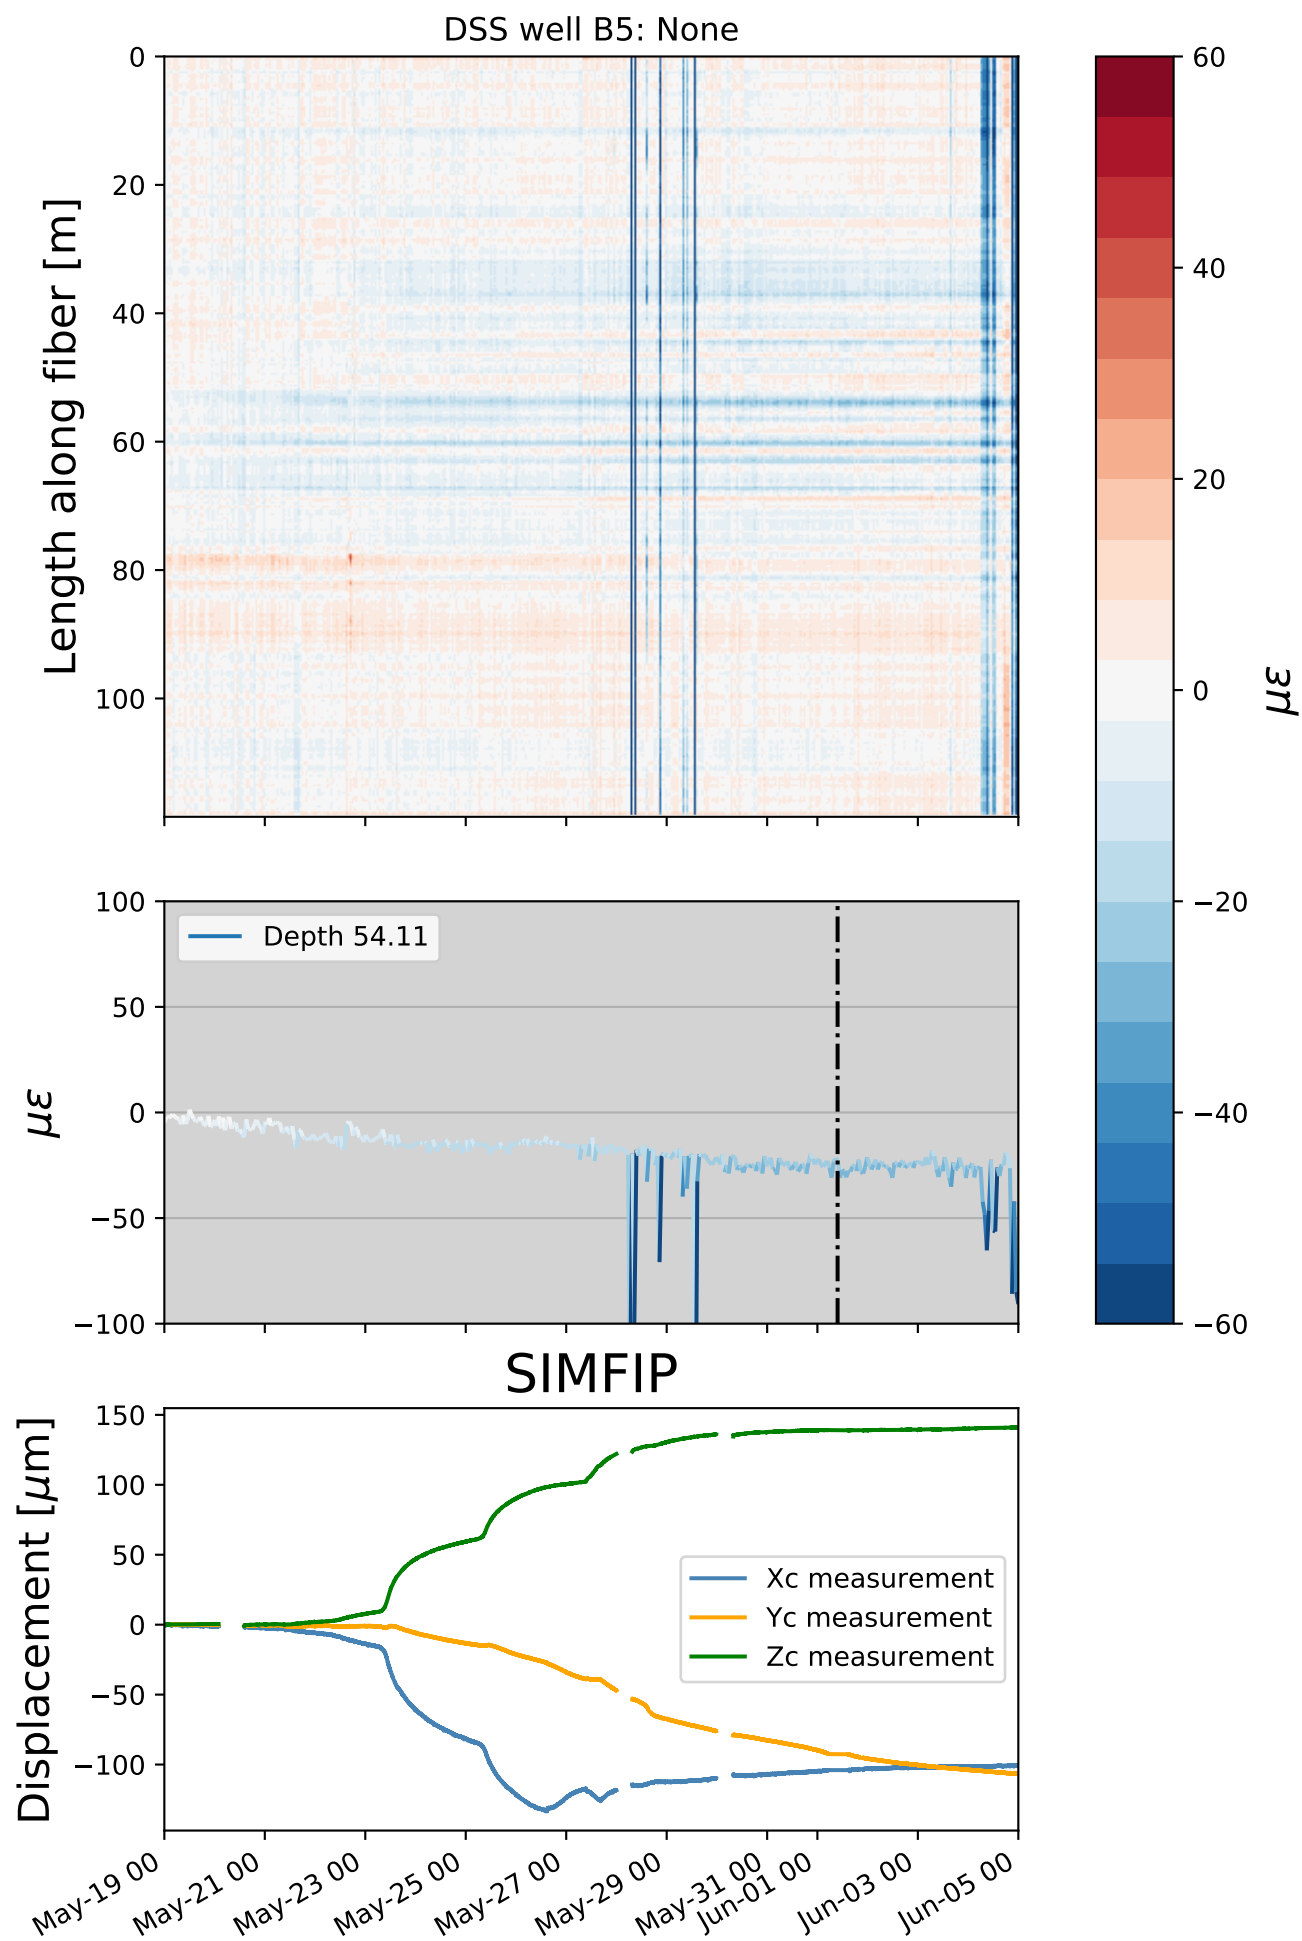 DSS well B5: None
Length along fiber [m]
0
20
40
60
80
100
60
40
20
0
−20
−40
−60
με
με
100
50
0
−50
−100
Depth 54.11
SIMFIP
Displacement [μm]
150
100
50
0
−50
−100
Xc measurement
Yc measurement
Zc measurement
May-19 00
May-21 00
May-23 00
May-25 00
May-27 00
May-29 00
May-31 00
Jun-01 00
Jun-03 00
Jun-05 00